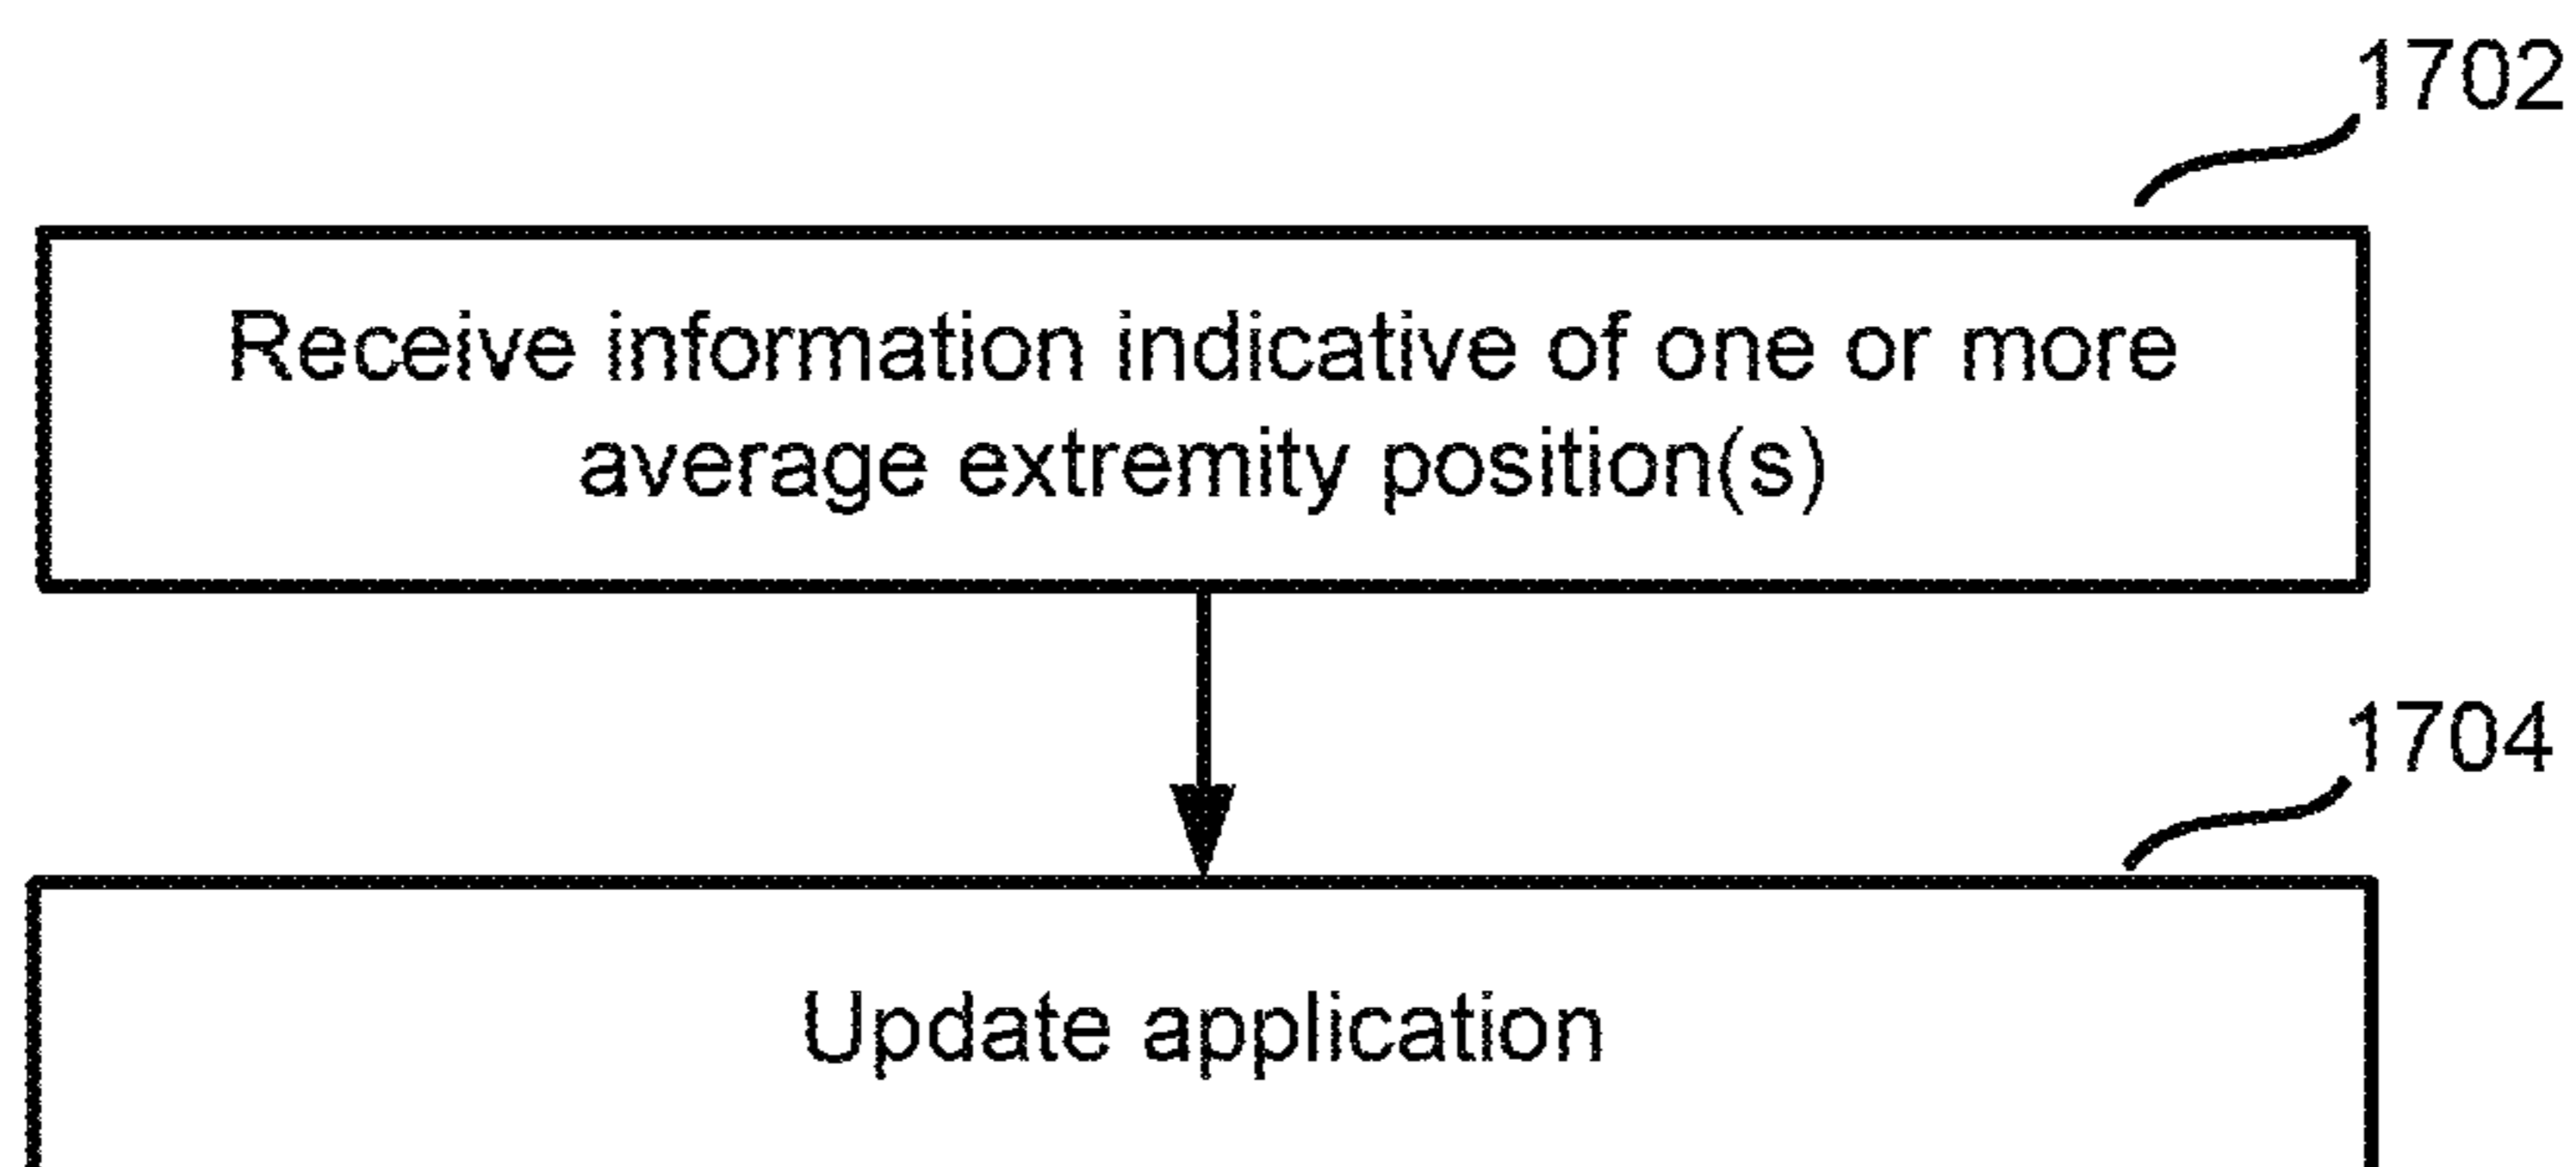 1702
Receive information indicative of one or more
average extremity position(s)
1704
Update application